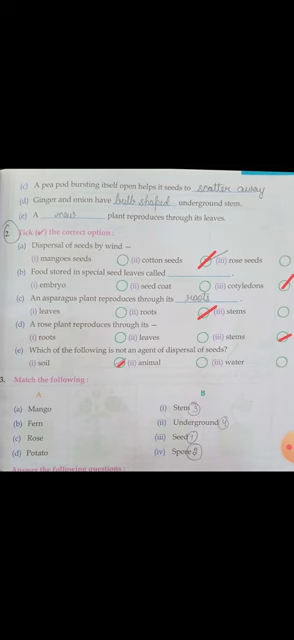 (c) A pea pod bursting itself open helps it seeds to scatter away
(d) Ginger and onion have bulb shaped underground stem.
(e) A new plant reproduces through its leaves.
2. Tick (✔) the correct option :
(a) Dispersal of seeds by wind —
(i) mangoes seeds (ii) cotton seeds (iii) rose seeds
(b) Food stored in special seed leaves called ________.
(i) embryo (ii) seed coat (iii) cotyledons
(c) An asparagus plant reproduces through its roots.
(i) leaves (ii) roots (iii) stems
(d) A rose plant reproduces through its —
(i) roots (ii) leaves (iii) stems
(e) Which of the following is not an agent of dispersal of seeds?
(i) soil (ii) animal (iii) water
3. Match the following :
A B
(a) Mango (i) Stem 3
(b) Fern (ii) Underground 4
(c) Rose (iii) Seed 1
(d) Potato (iv) Spore 2
Answer the following questions :